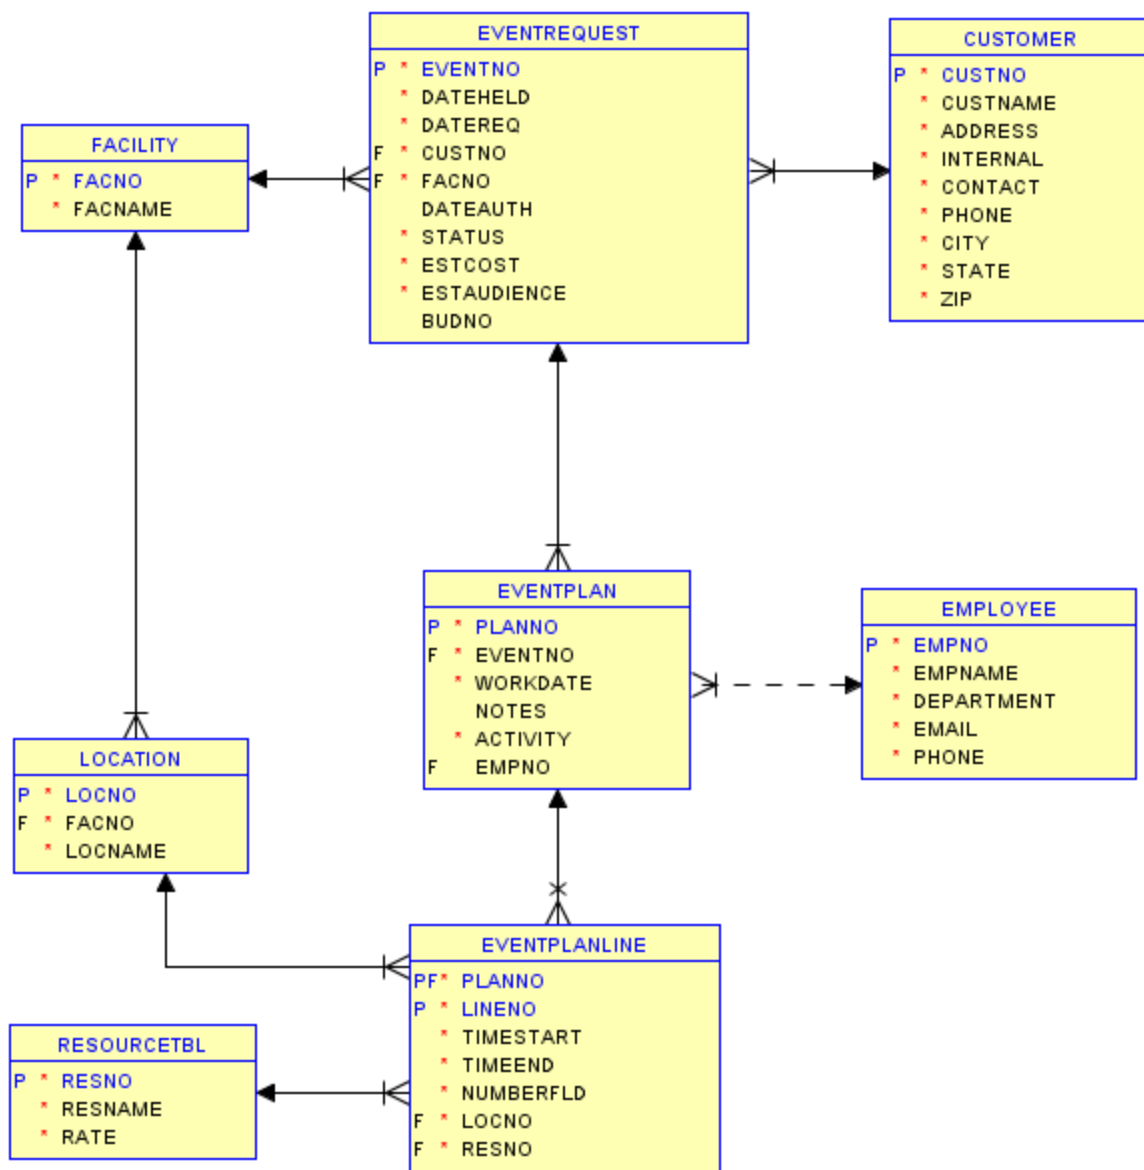 EVENTREQUEST
P * EVENTNO
* DATEHELD
* DATEREQ
F * CUSTNO
F * FACNO
DATEAUTH
* STATUS
* ESTCOST
* ESTAUDIENCE
BUDNO
CUSTOMER
P * CUSTNO
* CUSTNAME
* ADDRESS
* INTERNAL
* CONTACT
* PHONE
* CITY
* STATE
* ZIP
FACILITY
P * FACNO
* FACNAME
EVENTPLAN
P * PLANNO
F * EVENTNO
* WORKDATE
NOTES
* ACTIVITY
F EMPNO
EMPLOYEE
P * EMPNO
* EMPNAME
* DEPARTMENT
* EMAIL
* PHONE
LOCATION
P * LOCNO
F * FACNO
* LOCNAME
EVENTPLANLINE
PF* PLANNO
P * LINENO
* TIMESTART
* TIMEEND
* NUMBERFLD
F * LOCNO
F * RESNO
RESOURCETBL
P * RESNO
* RESNAME
* RATE